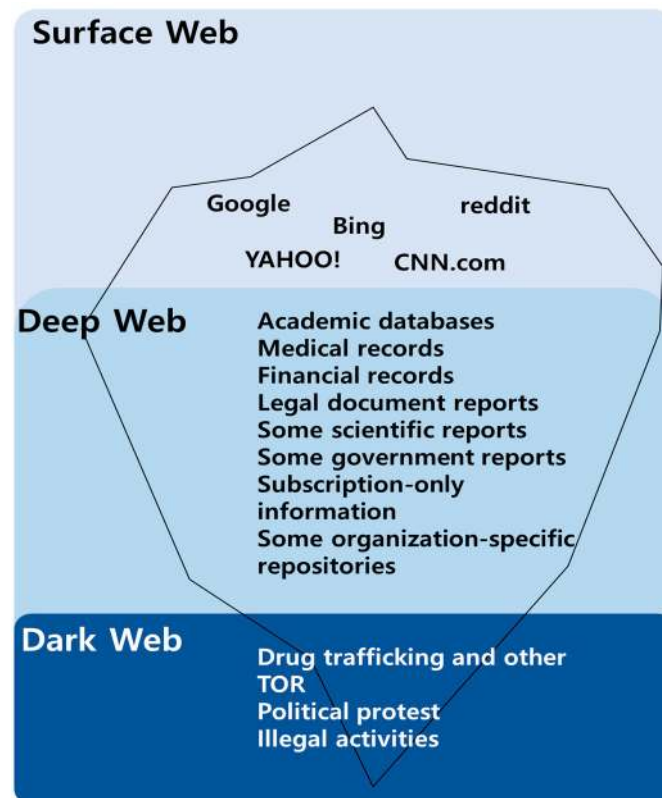 Surface Web
Google
reddit
Bing
YAHOO!
CNN.com
Deep Web
Academic databases
Medical records
Financial records
Legal document reports
Some scientific reports
Some government reports
Subscription-only
information
Some organization-specific
repositories
Dark Web
Drug trafficking and other
TOR
Political protest
Illegal activities